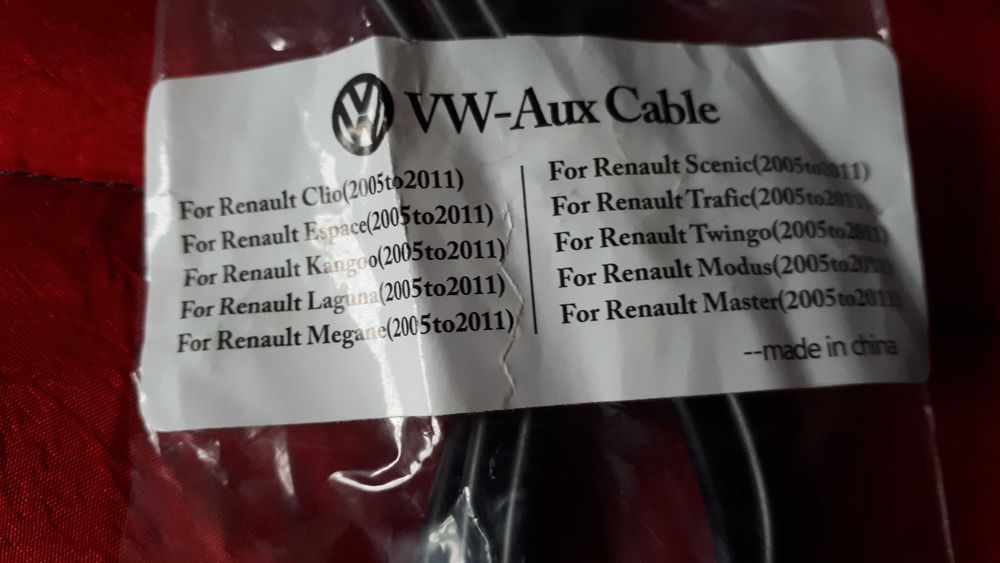 VW-Aux Cable
For Renault Clio(2005to2011)
For Renault Espace(2005to2011)
For Renault Kangoo(2005to2011)
For Renault Laguna(2005to2011)
For Renault Megane(2005to2011)
For Renault Scenic(2005to2011)
For Renault Trafic(2005to2011)
For Renault Twingo(2005to2011)
For Renault Modus(2005to2011)
For Renault Master(2005to2011)
--made in china